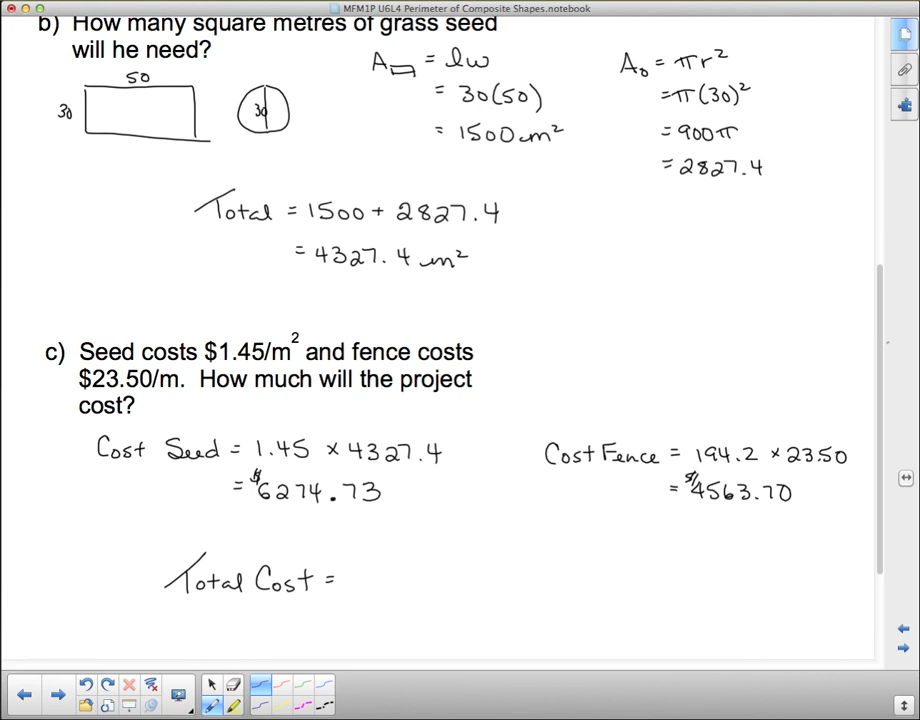 MFM1P U6L4 Perimeter of Composite Shapes.notebook
b) How many square metres of grass seed
will he need?
50
30
30
A▭ = lw
= 30(50)
= 1500 m²
A○ = πr²
=π(30)²
= 900π
= 2827.4
Total = 1500 + 2827.4
= 4327.4 m²
c) Seed costs $1.45/m² and fence costs
$23.50/m. How much will the project
cost?
Cost Seed = 1.45 × 4327.4
= $6274.73
Cost Fence = 194.2 × 23.50
= $4563.70
Total Cost =